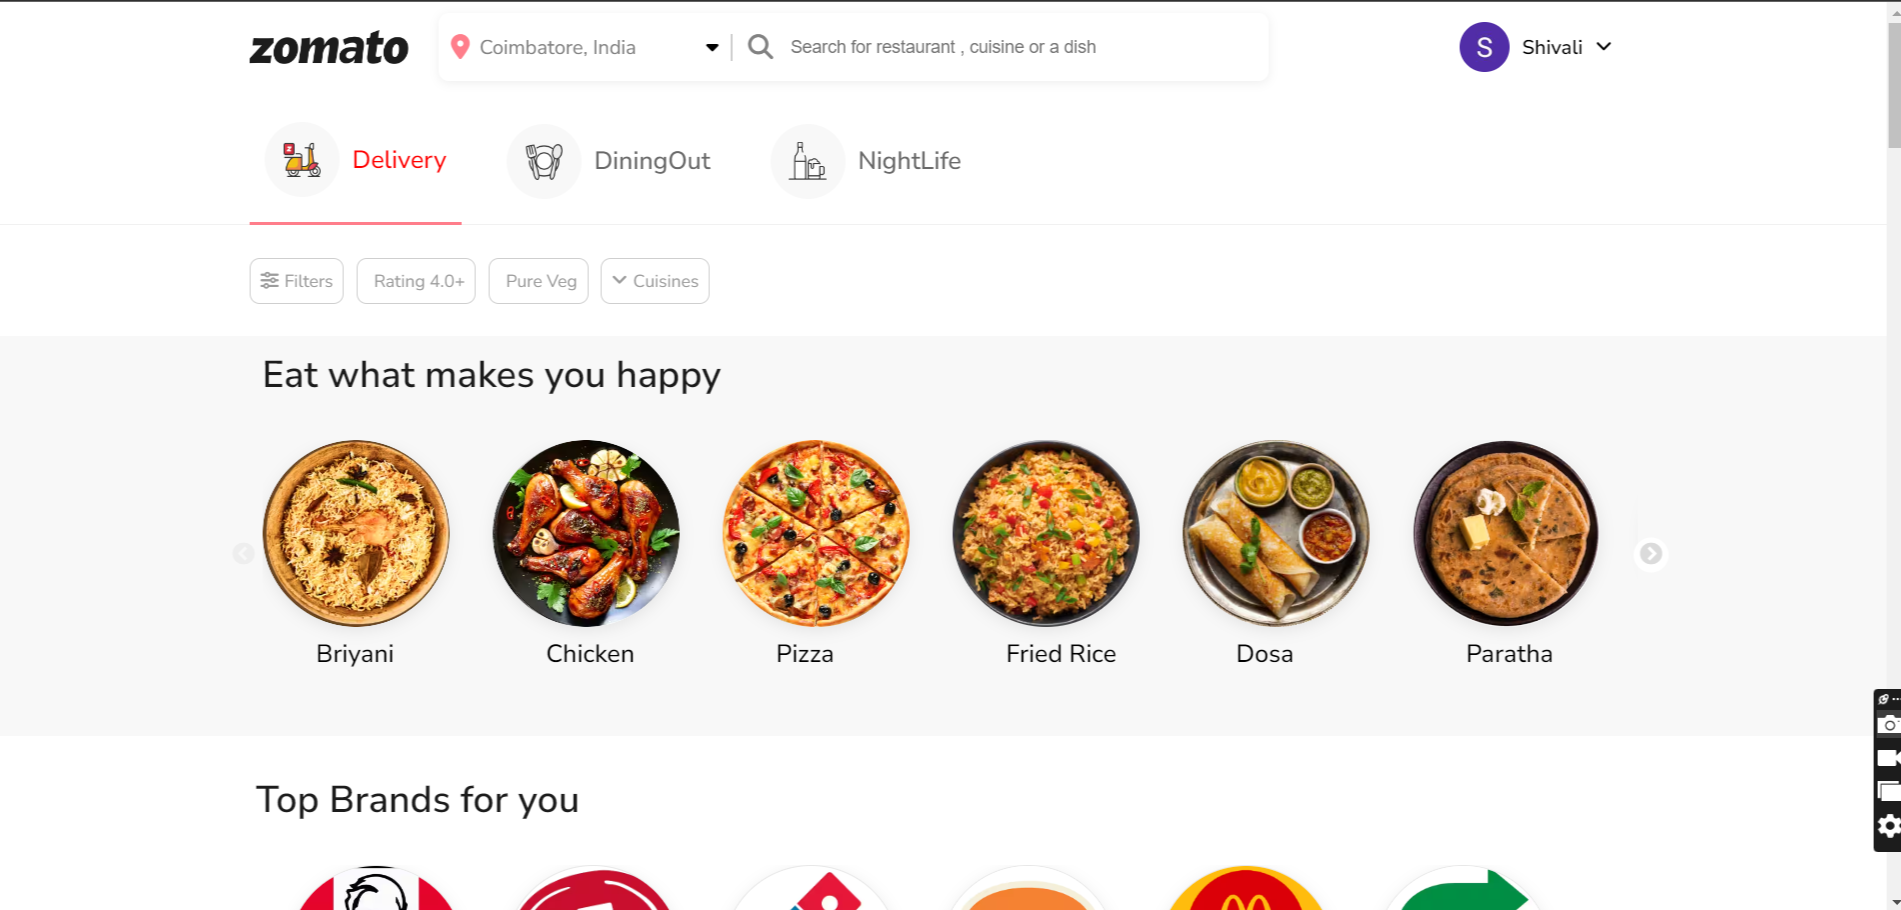 zomato
Coimbatore, India
Search for restaurant , cuisine or a dish
S
Shivali
Delivery
DiningOut
NightLife
Filters
Rating 4.0+
Pure Veg
Cuisines
Eat what makes you happy
Briyani
Chicken
Pizza
Fried Rice
Dosa
Paratha
Top Brands for you